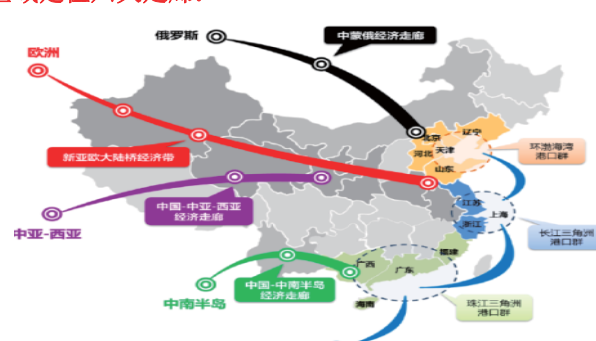 俄罗斯
中蒙俄经济走廊
欧洲
北京
辽宁
河北
天津
山东
环渤海湾
港口群
新亚欧大陆桥经济带
中国-中亚-西亚
经济走廊
中亚-西亚
江苏
上海
浙江
长江三角洲
港口群
福建
广西
广东
海南
中国-中南半岛
经济走廊
中南半岛
珠江三角洲
港口群